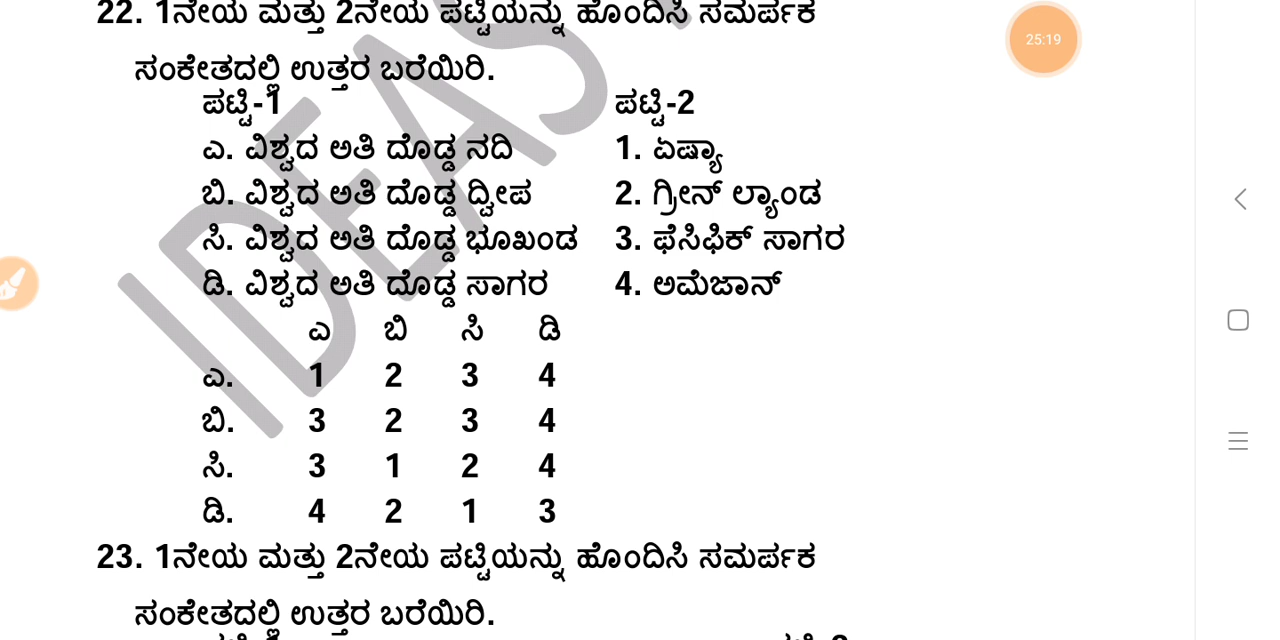 22. 1ನೇಯ ಮತ್ತು 2ನೇಯ ಪಟ್ಟಿಯನ್ನು ಹೊಂದಿಸಿ ಸಮರ್ಪಕ
25:19
ಸಂಕೇತದಲ್ಲಿ ಉತ್ತರ ಬರೆಯಿರಿ.
ಪಟ್ಟಿ-1 ಪಟ್ಟಿ-2
ಎ. ವಿಶ್ವದ ಅತಿ ದೊಡ್ಡ ನದಿ 1. ಏಷ್ಯಾ
ಬಿ. ವಿಶ್ವದ ಅತಿ ದೊಡ್ಡ ದ್ವೀಪ 2. ಗ್ರೀನ್ ಲ್ಯಾಂಡ
ಸಿ. ವಿಶ್ವದ ಅತಿ ದೊಡ್ಡ ಭೂಖಂಡ 3. ಫೆಸಿಫಿಕ್ ಸಾಗರ
ಡಿ. ವಿಶ್ವದ ಅತಿ ದೊಡ್ಡ ಸಾಗರ 4. ಅಮೆಜಾನ್
ಎ ಬಿ ಸಿ ಡಿ
ಎ. 1 2 3 4
ಬಿ. 3 2 3 4
ಸಿ. 3 1 2 4
ಡಿ. 4 2 1 3
23. 1ನೇಯ ಮತ್ತು 2ನೇಯ ಪಟ್ಟಿಯನ್ನು ಹೊಂದಿಸಿ ಸಮರ್ಪಕ
ಸಂಕೇತದಲ್ಲಿ ಉತ್ತರ ಬರೆಯಿರಿ.
IDEAS